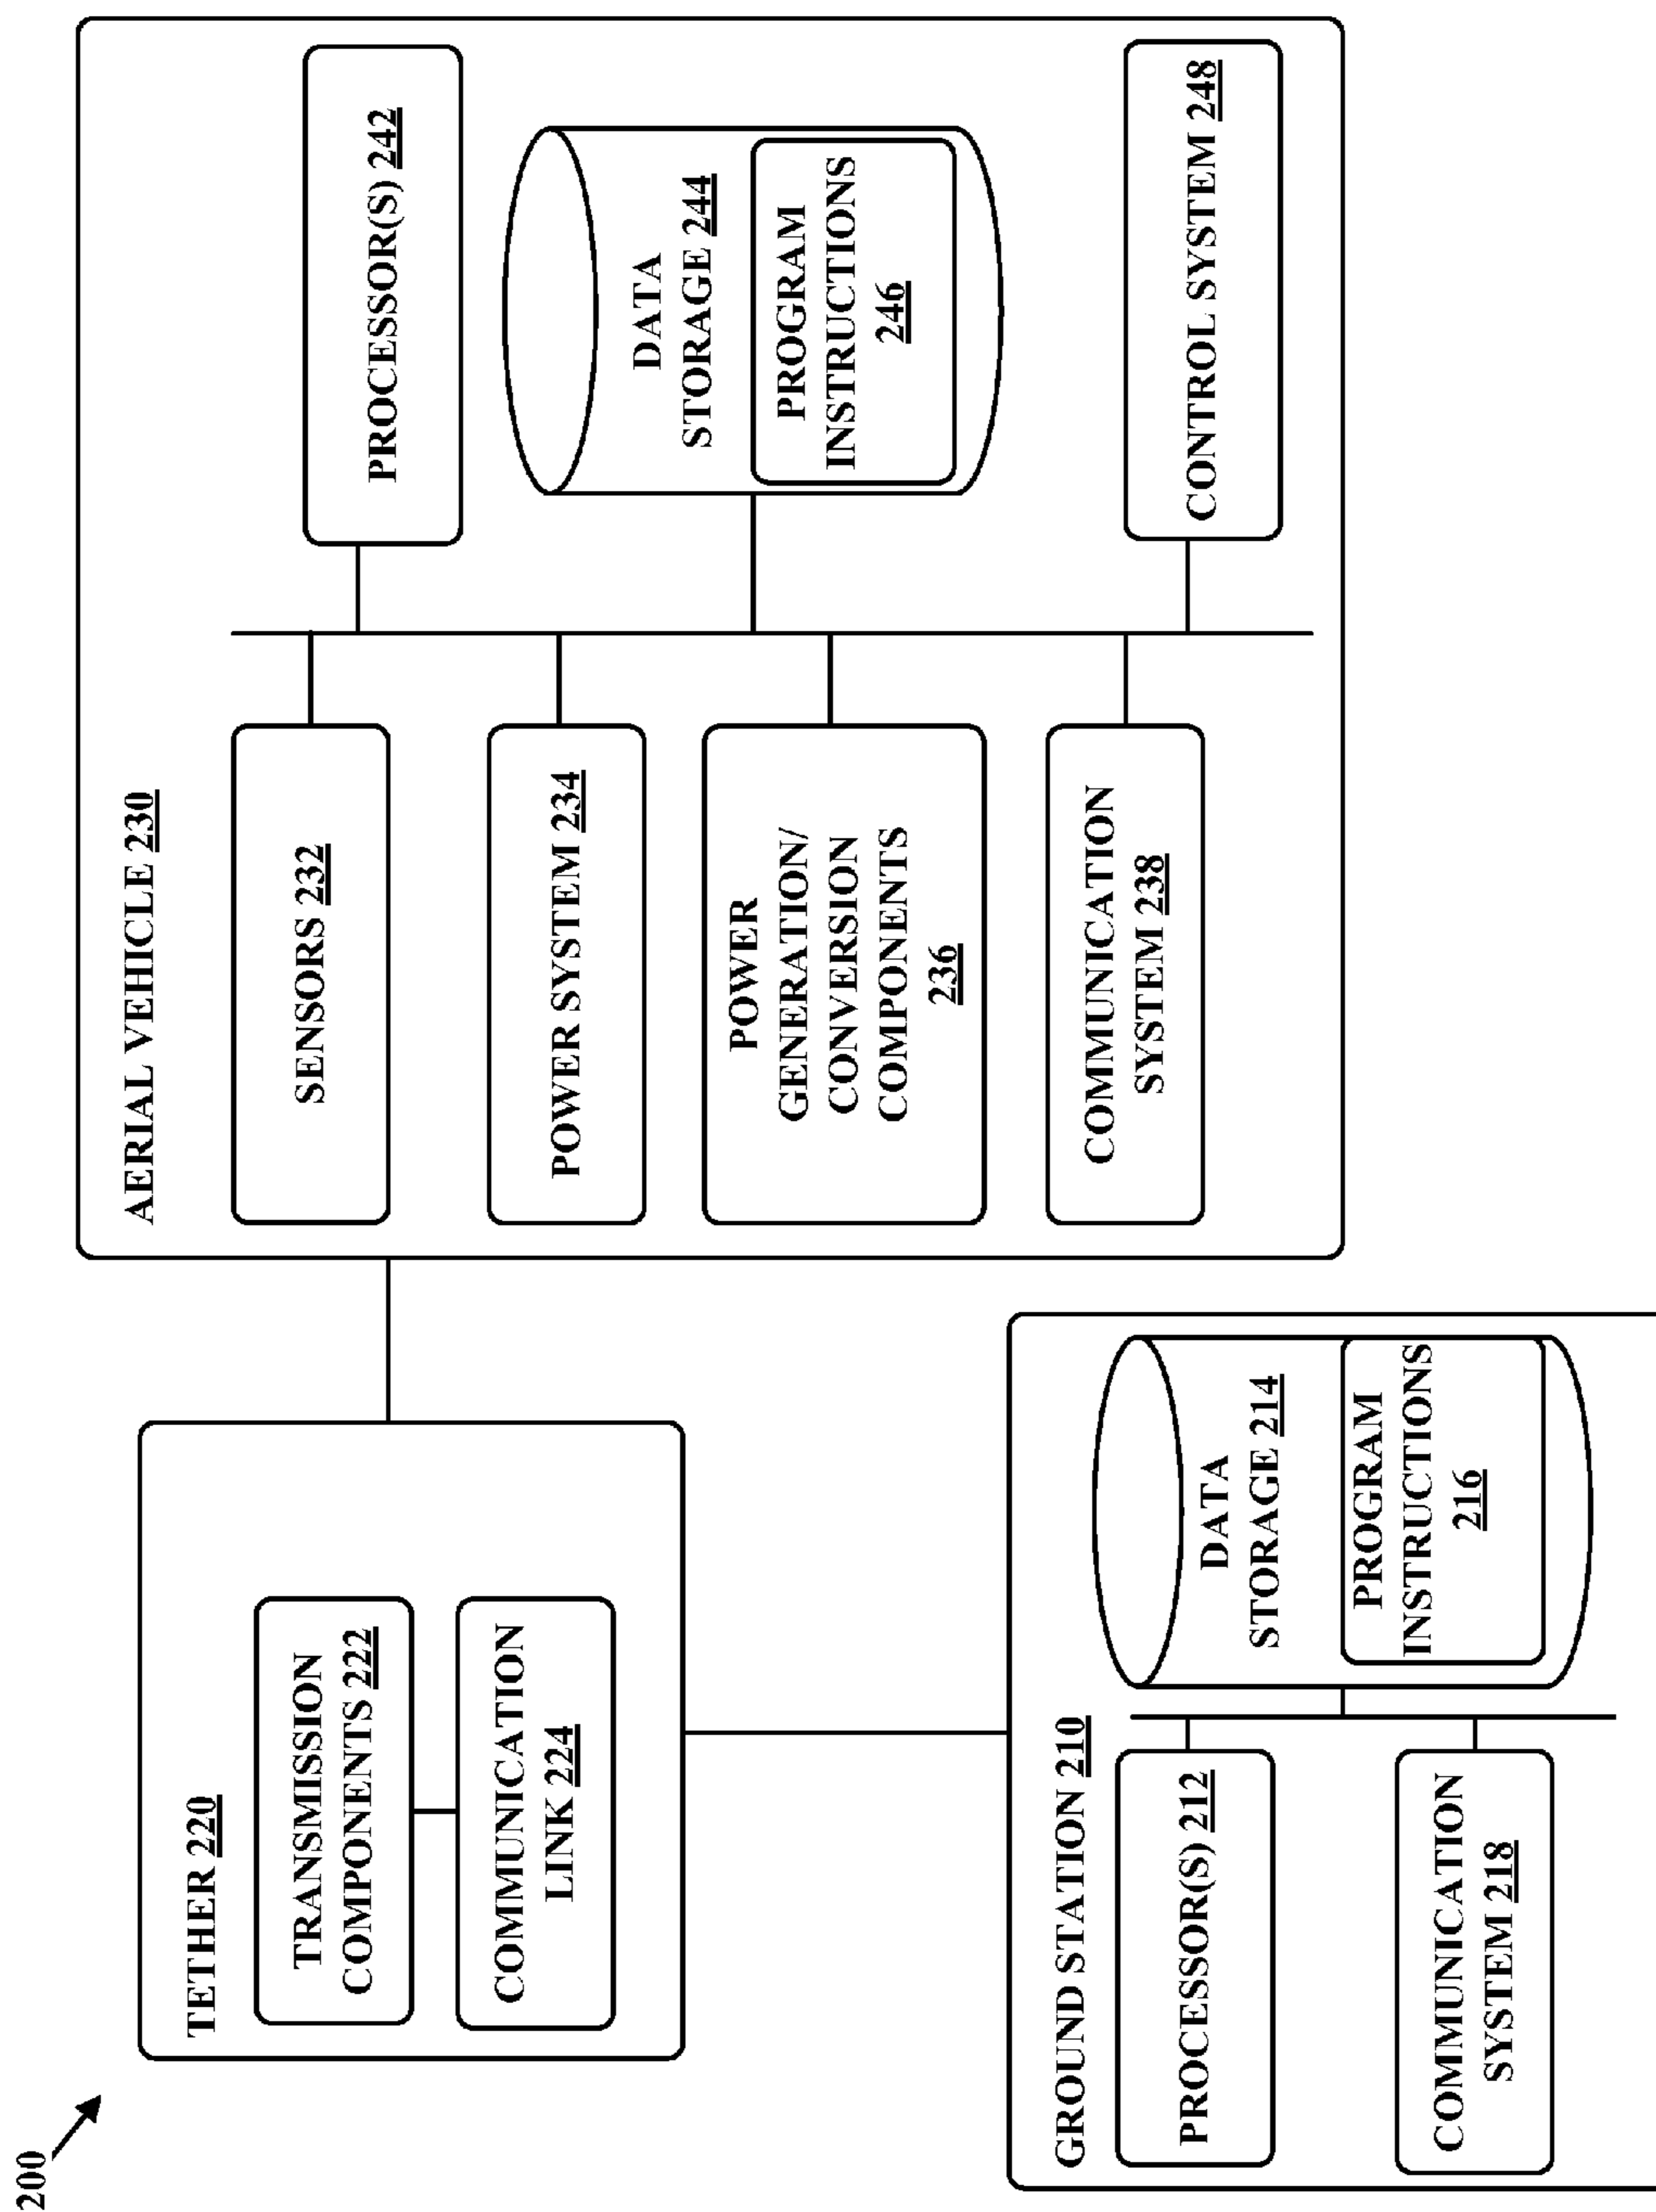 200
TETHER 220
TRANSMISSION
COMPONENTS 222
COMMUNICATION
LINK 224
AERIAL VEHICLE 230
SENSORS 232
POWER SYSTEM 234
POWER
GENERATION/
CONVERSION
COMPONENTS
236
COMMUNICATION
SYSTEM 238
PROCESSOR(S) 242
DATA
STORAGE 244
PROGRAM
INSTRUCTIONS
246
CONTROL SYSTEM 248
GROUND STATION 210
PROCESSOR(S) 212
COMMUNICATION
SYSTEM 218
DATA
STORAGE 214
PROGRAM
INSTRUCTIONS
216